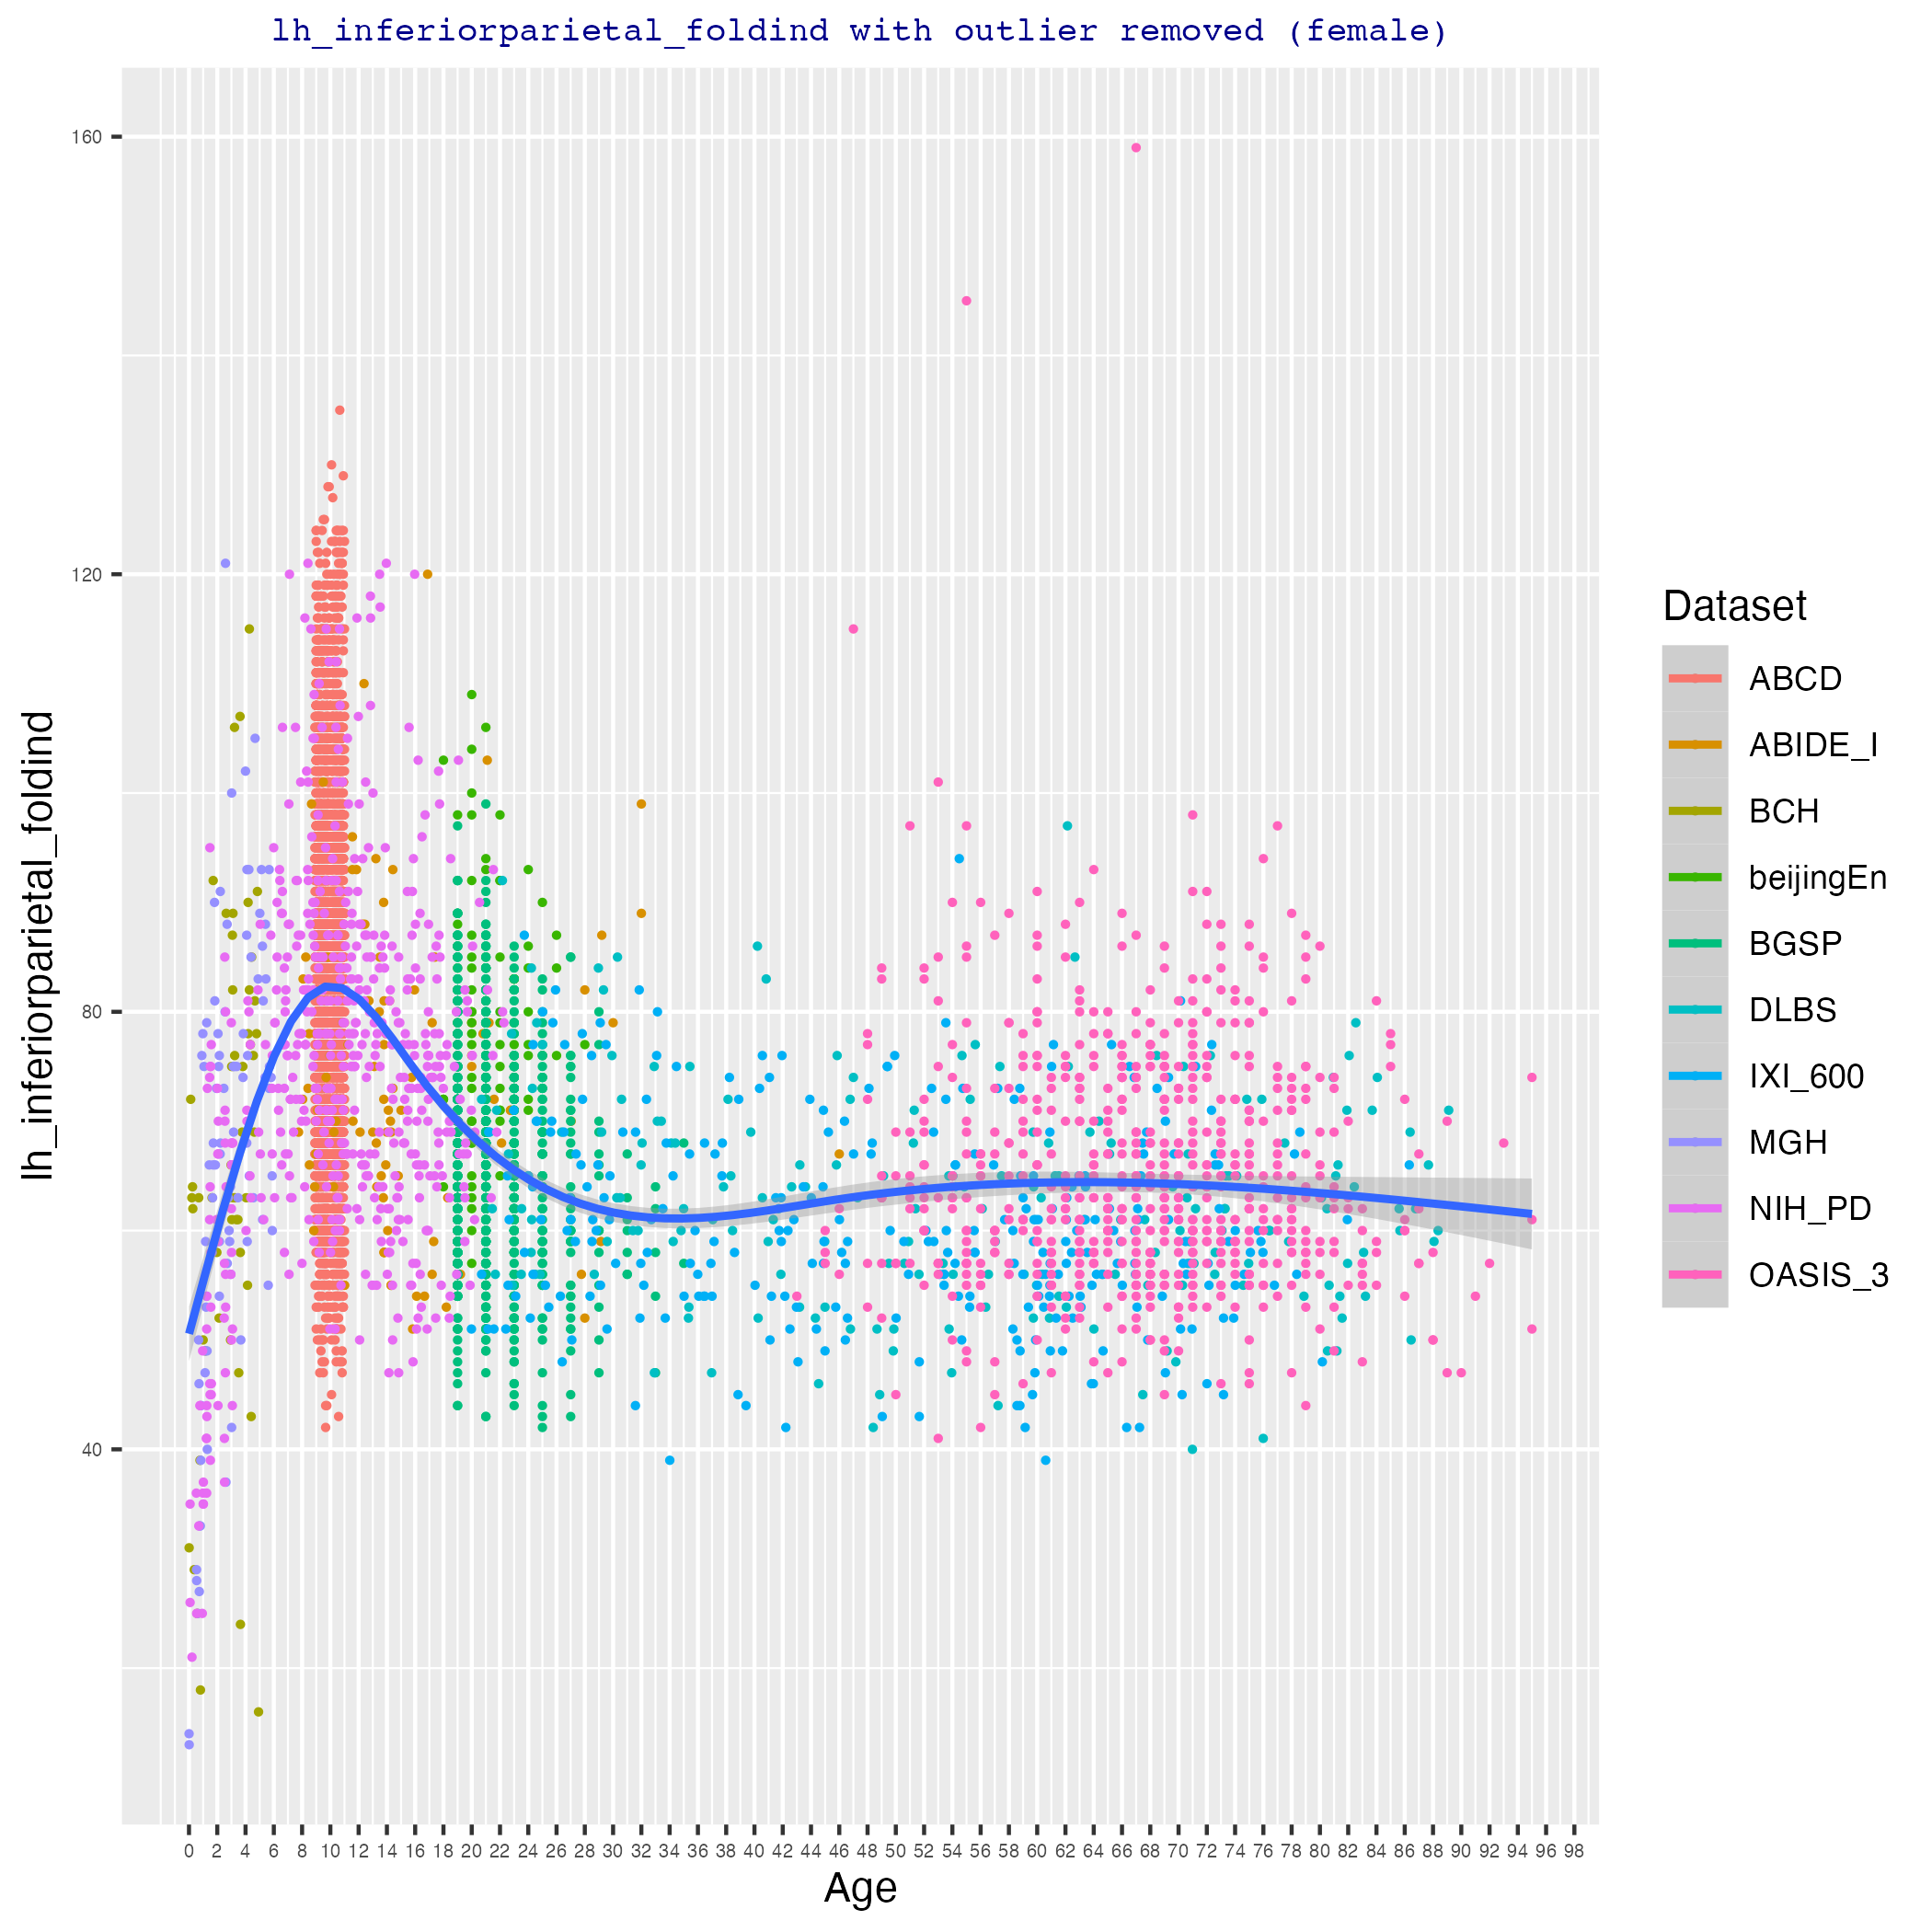 lh_inferiorparietal_foldind with outlier removed (female)
160
120
80
40
lh_inferiorparietal_foldind
0 2 4 6 8 10 12 14 16 18 20 22 24 26 28 30 32 34 36 38 40 42 44 46 48 50 52 54 56 58 60 62 64 66 68 70 72 74 76 78 80 82 84 86 88 90 92 94 96 98
Age
Dataset
ABCD
ABIDE_I
BCH
beijingEn
BGSP
DLBS
IXI_600
MGH
NIH_PD
OASIS_3